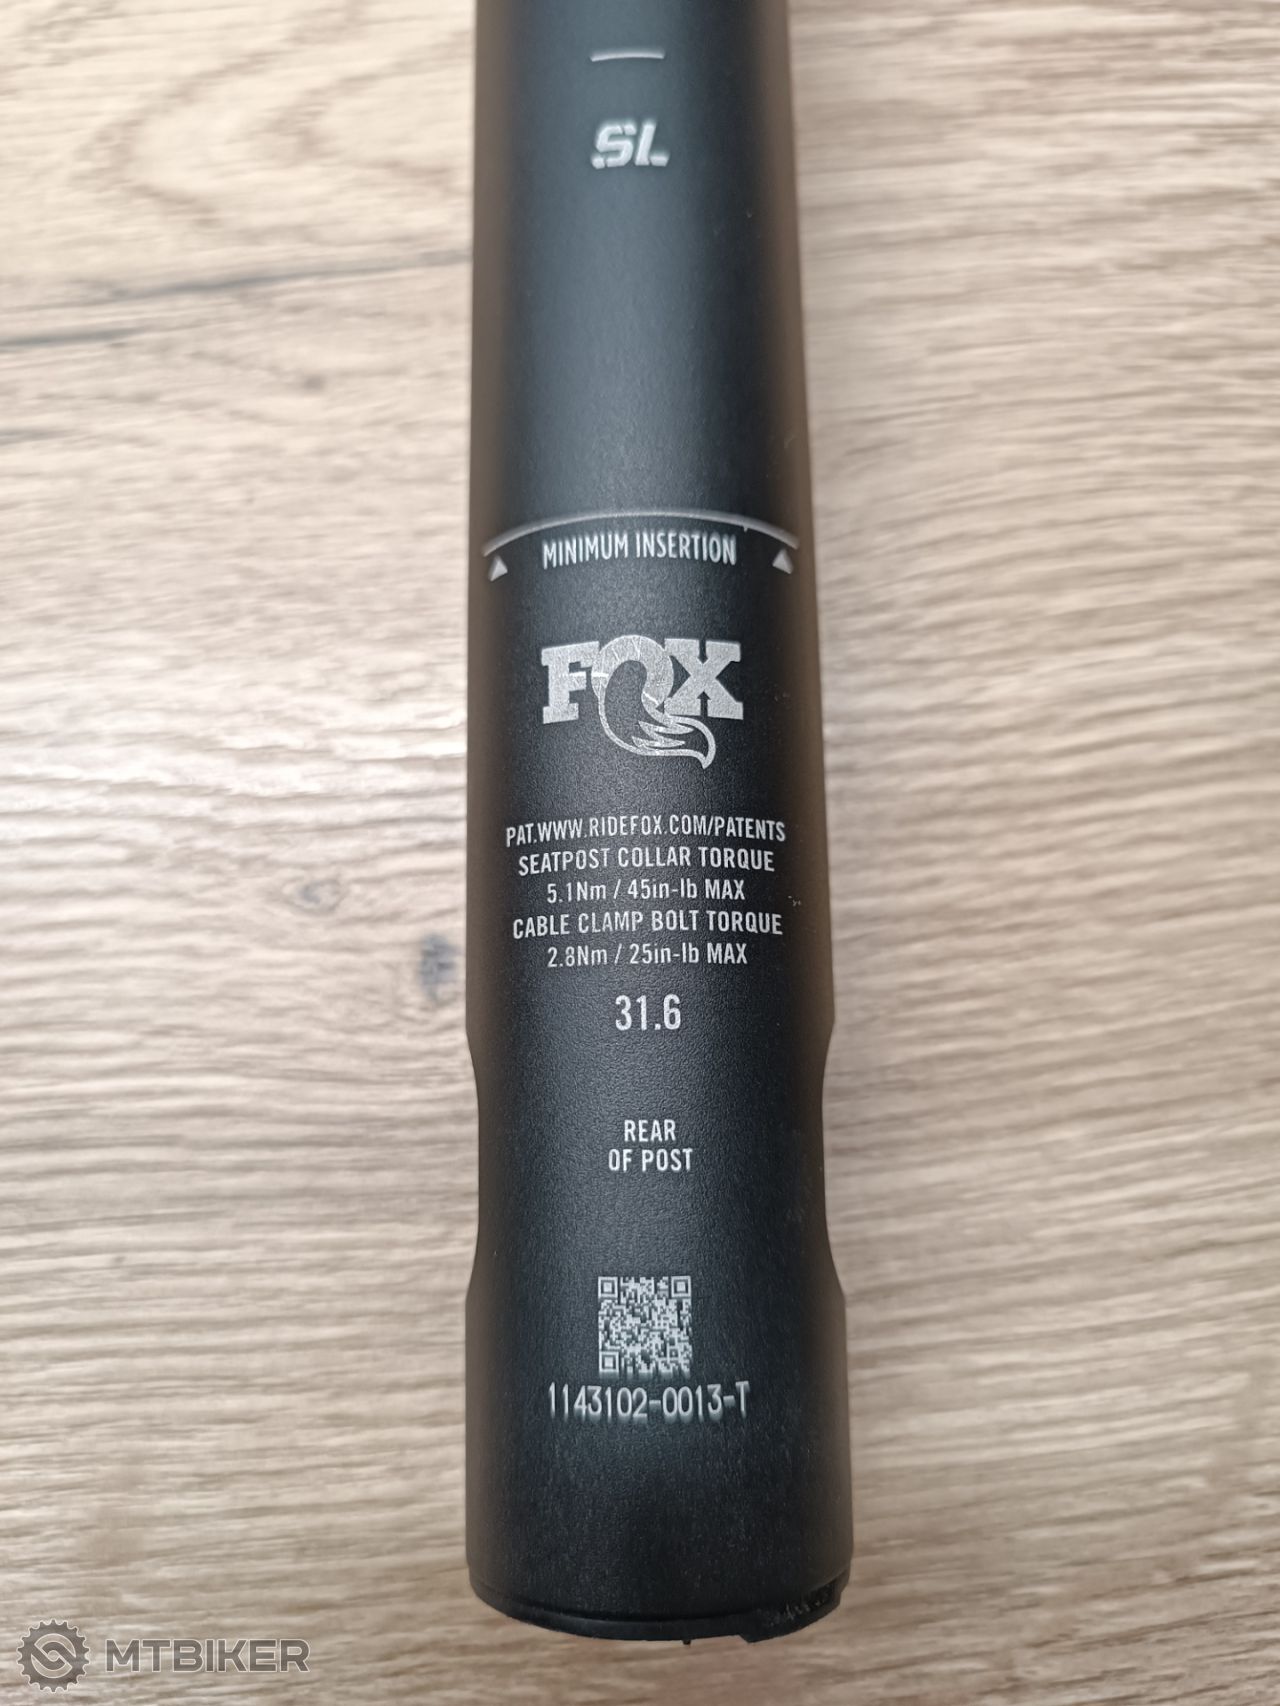 SL
MINIMUM INSERTION
FOX
PAT.WWW.RIDEFOX.COM/PATENTS
SEATPOST COLLAR TORQUE
5.1Nm / 45in-lb MAX
CABLE CLAMP BOLT TORQUE
2.8Nm / 25in-lb MAX
31.6
REAR
OF POST
1143102-0013-T
MTBIKER